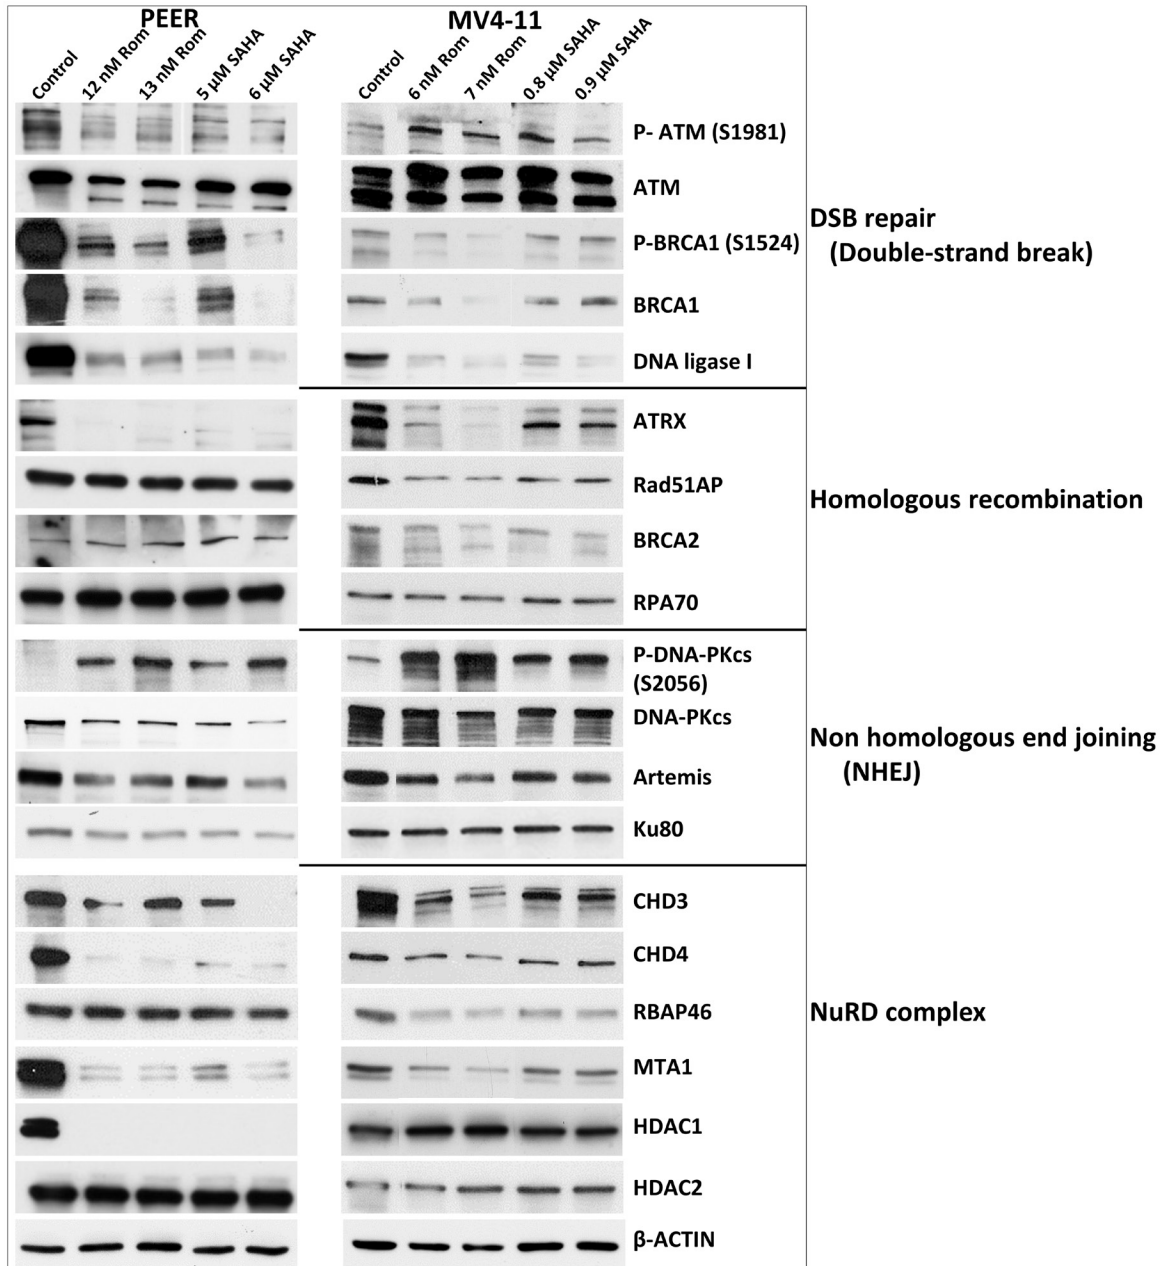 PEER
MV4-11
Control
12 nM Rom
13 nM Rom
5 µM SAHA
6 µM SAHA
Control
6 nM Rom
7 nM Rom
0.8 µM SAHA
0.9 µM SAHA
P- ATM (S1981)
ATM
P-BRCA1 (S1524)
BRCA1
DNA ligase I
DSB repair
(Double-strand break)
ATRX
Rad51AP
BRCA2
RPA70
Homologous recombination
P-DNA-PKcs
(S2056)
DNA-PKcs
Artemis
Ku80
Non homologous end joining
(NHEJ)
CHD3
CHD4
RBAP46
MTA1
HDAC1
HDAC2
β-ACTIN
NuRD complex